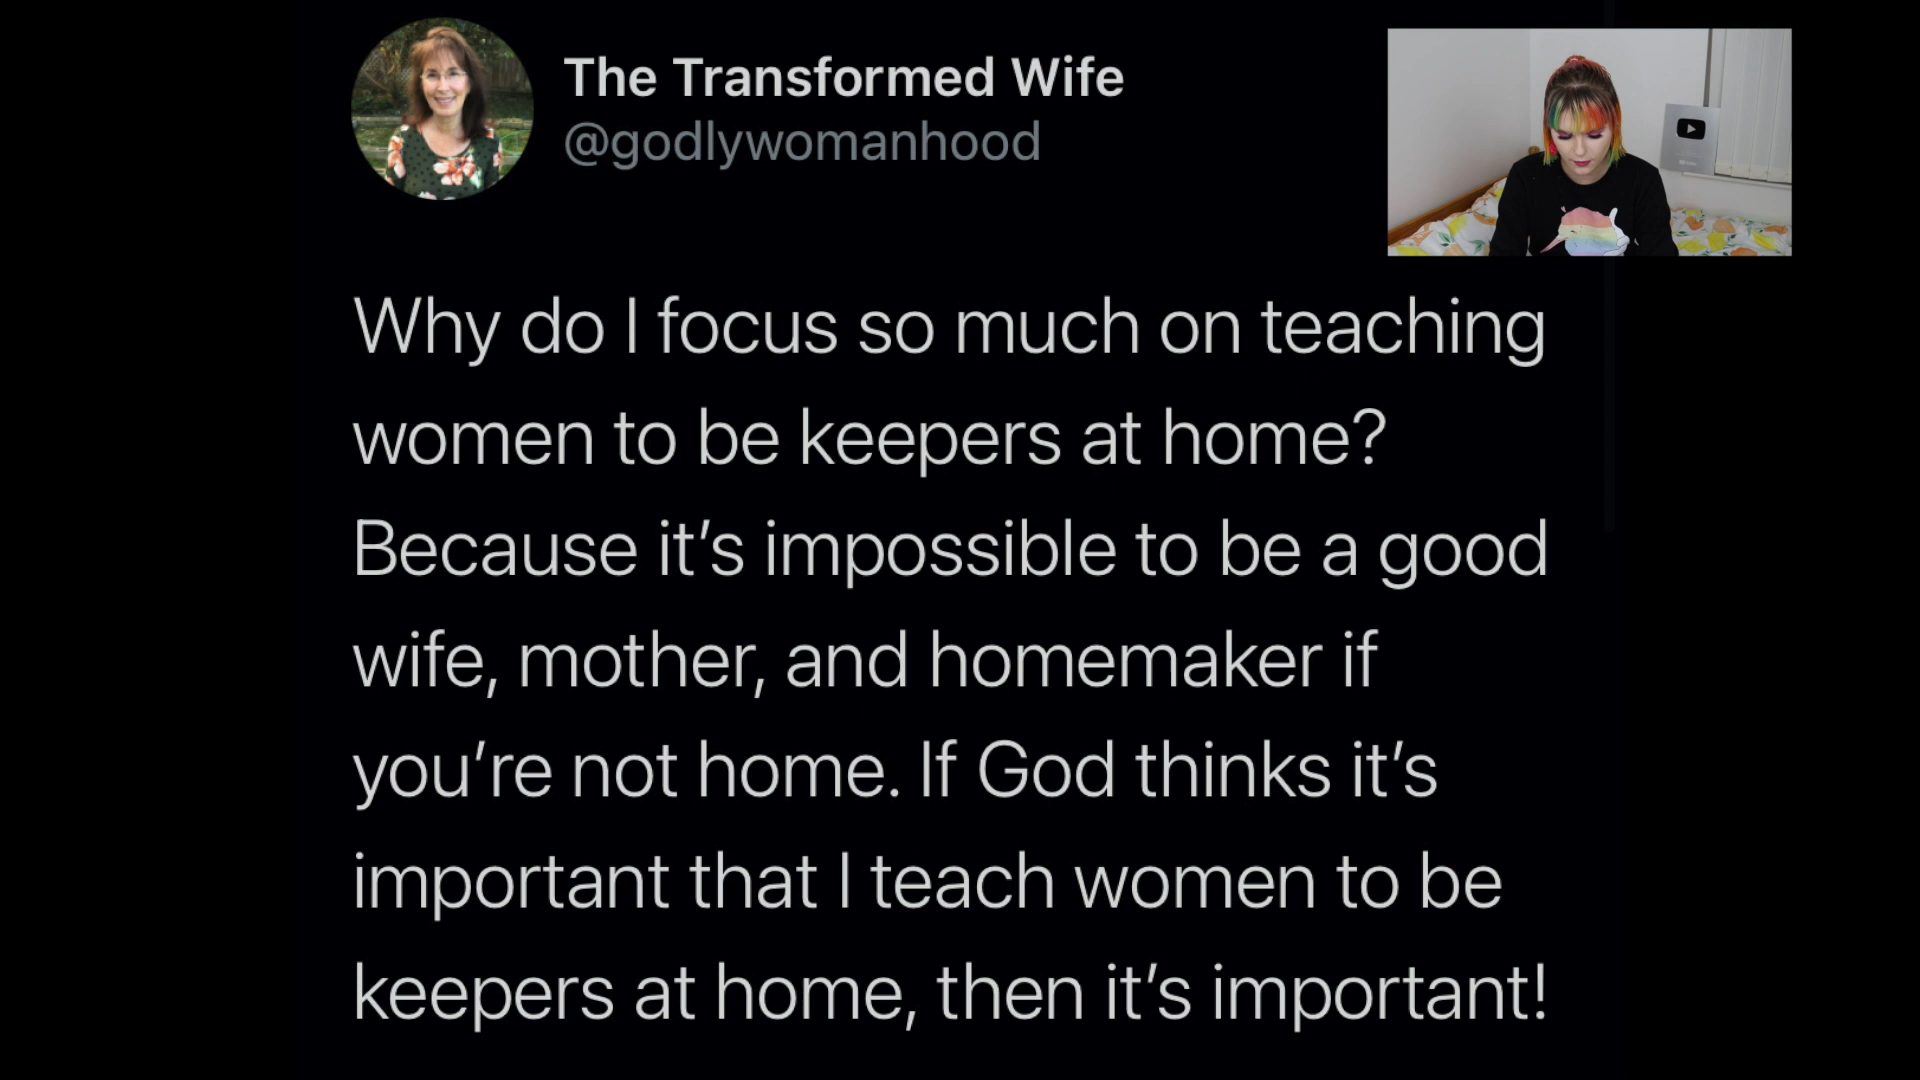 The Transformed Wife
@godlywomanhood
Why do I focus so much on teaching
women to be keepers at home?
Because it’s impossible to be a good
wife, mother, and homemaker if
you’re not home. If God thinks it’s
important that I teach women to be
keepers at home, then it’s important!